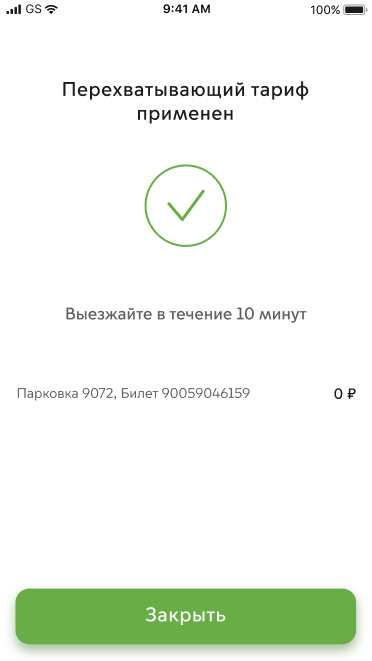 GS 9:41 AM 100%
Перехватывающий тариф
применен
Выезжайте в течение 10 минут
Парковка 9072, Билет 90059046159 0 ₽
Закрыть